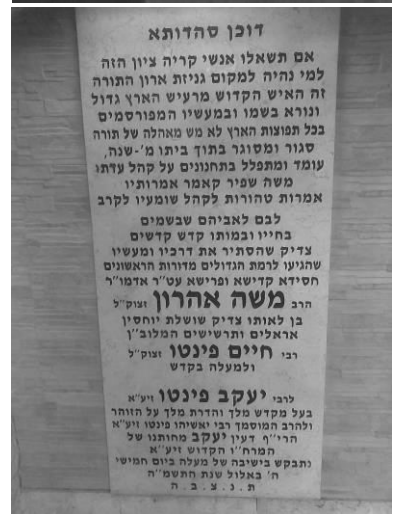 דוכן סהדותא
אם תשאלו אנשי קריה ציון הזה
למי נהיה למקום גניזת ארון התורה
זה האיש הקדוש מרעיש הארץ גדול
ונורא בשמו ובמעשיו המפורסמים
בכל תפוצות הארץ לא מש מאהלה של תורה
סגור ומסוגר בתוך ביתו מ'-שנה,
עומד ומתפלל בתחנונים על קהל עדתו
משה שפיר קאמר אמרותיו
אמרות טהורות לקהל שומעיו לקרב
לבם לאביהם שבשמים
בחייו ובמותו קדש קדשים
צדיק שהסתיר את דרכיו ומעשיו
שהגיעו לרמת הגדולים מדורות הראשונים
חסידא קדישא ופרישא עט"ר אדמו"ר
הרב משה אהרון זצוק"ל
בן לאותו צדיק שושלת יוחסין
אראלים ותרשישים המלוב"ן
רבי חיים פינטו זצוק"ל
ולמעלה בקדש
לרבי יעקב פינטו זיע"א
בעל מקדש מלך והדרת מלך על הזוהר
ולהרב המוסמך רבי יאשיהו פינטו זיע"א
הרי"ף דעין יעקב מחותנו של
המרח"ו הקדוש זיע"א
נתבקש בישיבה של מעלה ביום חמישי
ה' באלול שנת התשמ"ה
ת.נ.צ.ב.ה